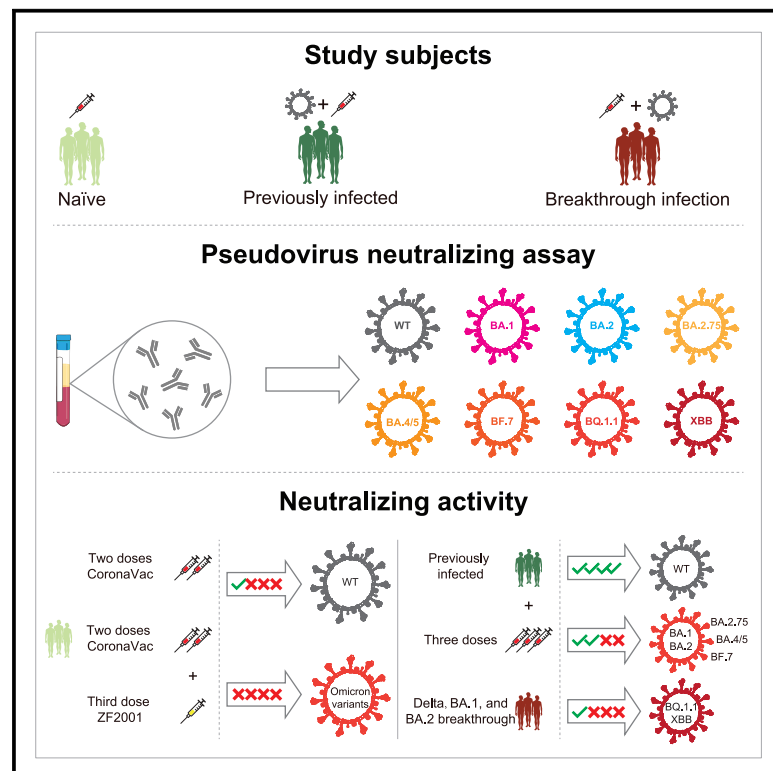 Study subjects
+
+
Naïve
Previously infected
Breakthrough infection
Pseudovirus neutralizing assay
WT
BA.1
BA.2
BA.2.75
BA.4/5
BF.7
BQ.1.1
XBB
Neutralizing activity
Two doses
CoronaVac
WT
Two doses
CoronaVac
+
Third dose
ZF2001
Omicron
variants
Previously
infected
+
Three doses
Delta, BA.1, and
BA.2 breakthrough
WT
BA.1
BA.2
BA.2.75
BA.4/5
BF.7
BQ.1.1
XBB